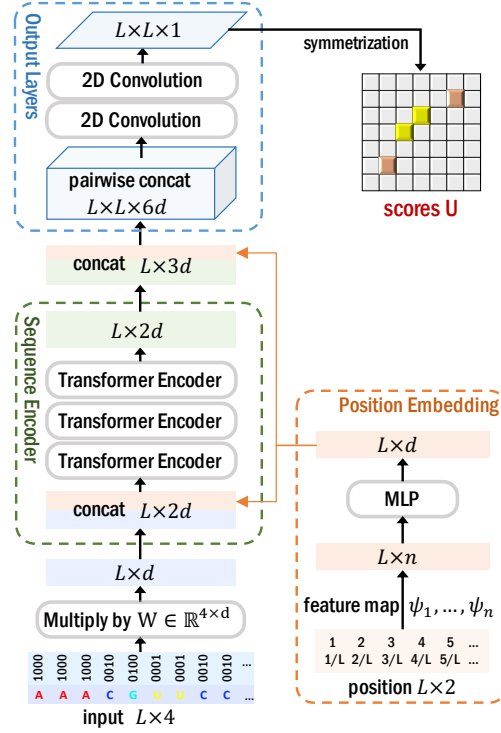 Output Layers
L×L×1
symmetrization
2D Convolution
2D Convolution
pairwise concat
L×L×6d
scores U
concat L×3d
Sequence Encoder
L×2d
Transformer Encoder
Transformer Encoder
Transformer Encoder
concat L×2d
Position Embedding
L×d
MLP
L×n
feature map ψ₁, …, ψₙ
1 2 3 4 5 ...
1/L 2/L 3/L 4/L 5/L ...
position L×2
L×d
Multiply by W ∈ ℝ⁴ˣᵈ
1000 1000 1000 0010 0100 0001 0001 0010 0010 ...
A A A C G U U C C ...
input L×4